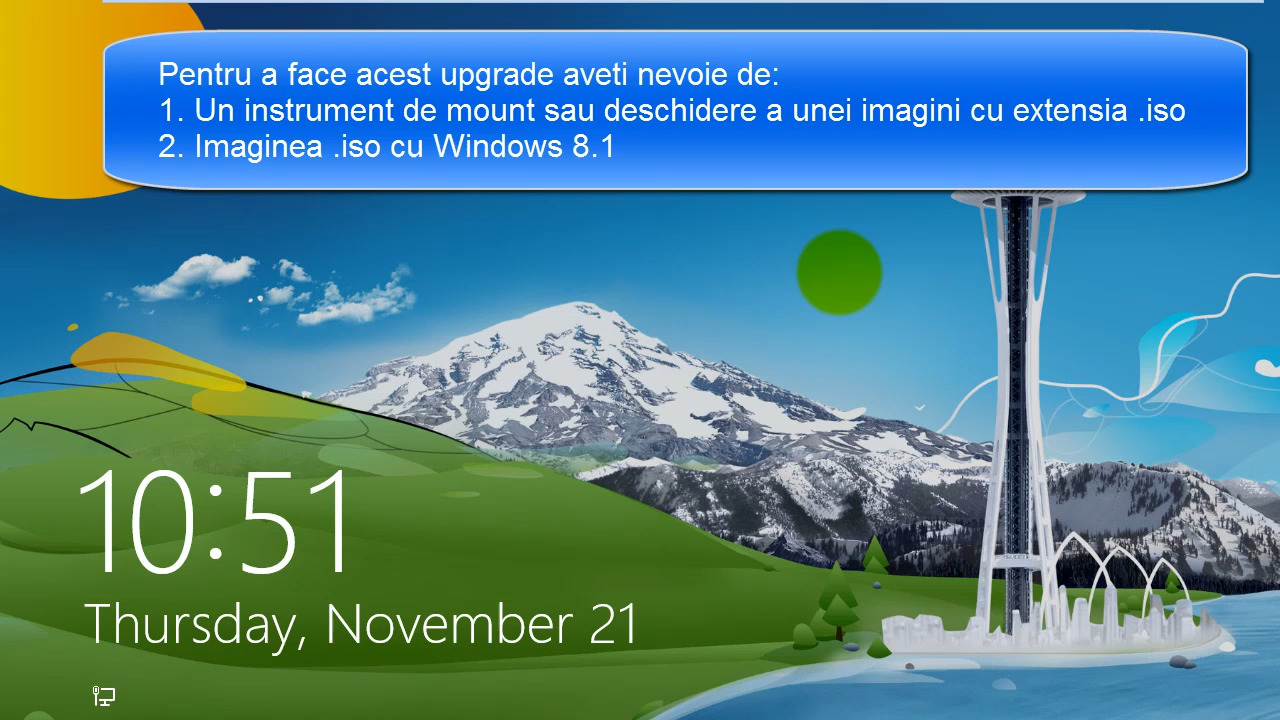 Pentru a face acest upgrade aveti nevoie de:
1. Un instrument de mount sau deschidere a unei imagini cu extensia .iso
2. Imaginea .iso cu Windows 8.1
10:51
Thursday, November 21